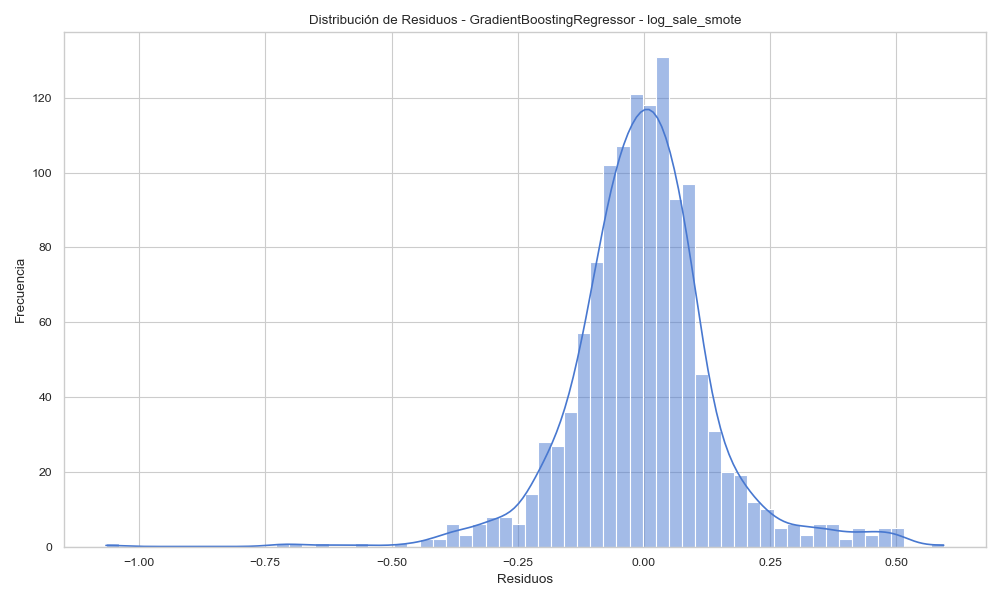 Distribución de Residuos - GradientBoostingRegressor - log_sale_smote
Frecuencia
120
100
80
60
40
20
0
−1.00 −0.75 −0.50 −0.25 0.00 0.25 0.50
Residuos